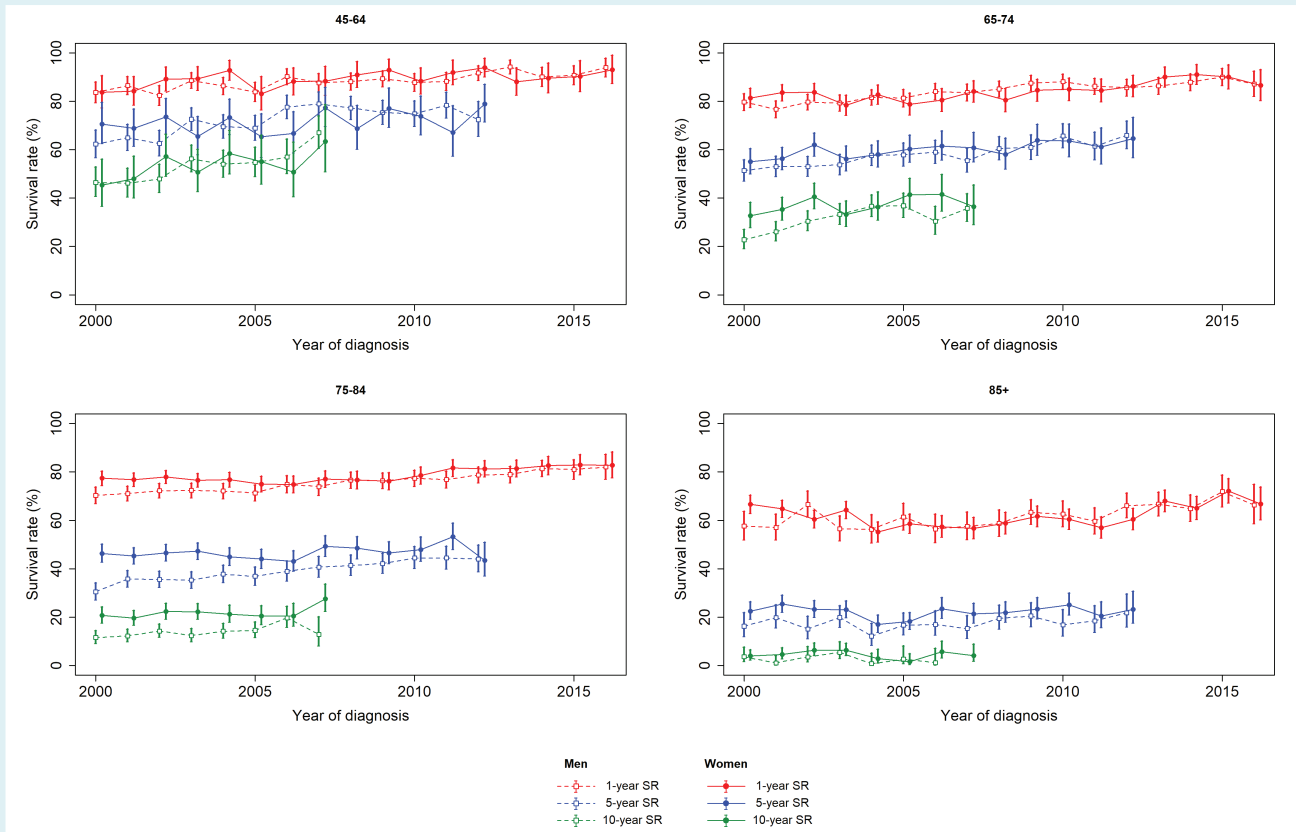 45-64
65-74
Survival rate (%)
100
80
60
40
20
0
2000 2005 2010 2015
Year of diagnosis
Survival rate (%)
100
80
60
40
20
0
2000 2005 2010 2015
Year of diagnosis
75-84
85+
Survival rate (%)
100
80
60
40
20
0
2000 2005 2010 2015
Year of diagnosis
Survival rate (%)
100
80
60
40
20
0
2000 2005 2010 2015
Year of diagnosis
Men Women
1-year SR 1-year SR
5-year SR 5-year SR
10-year SR 10-year SR